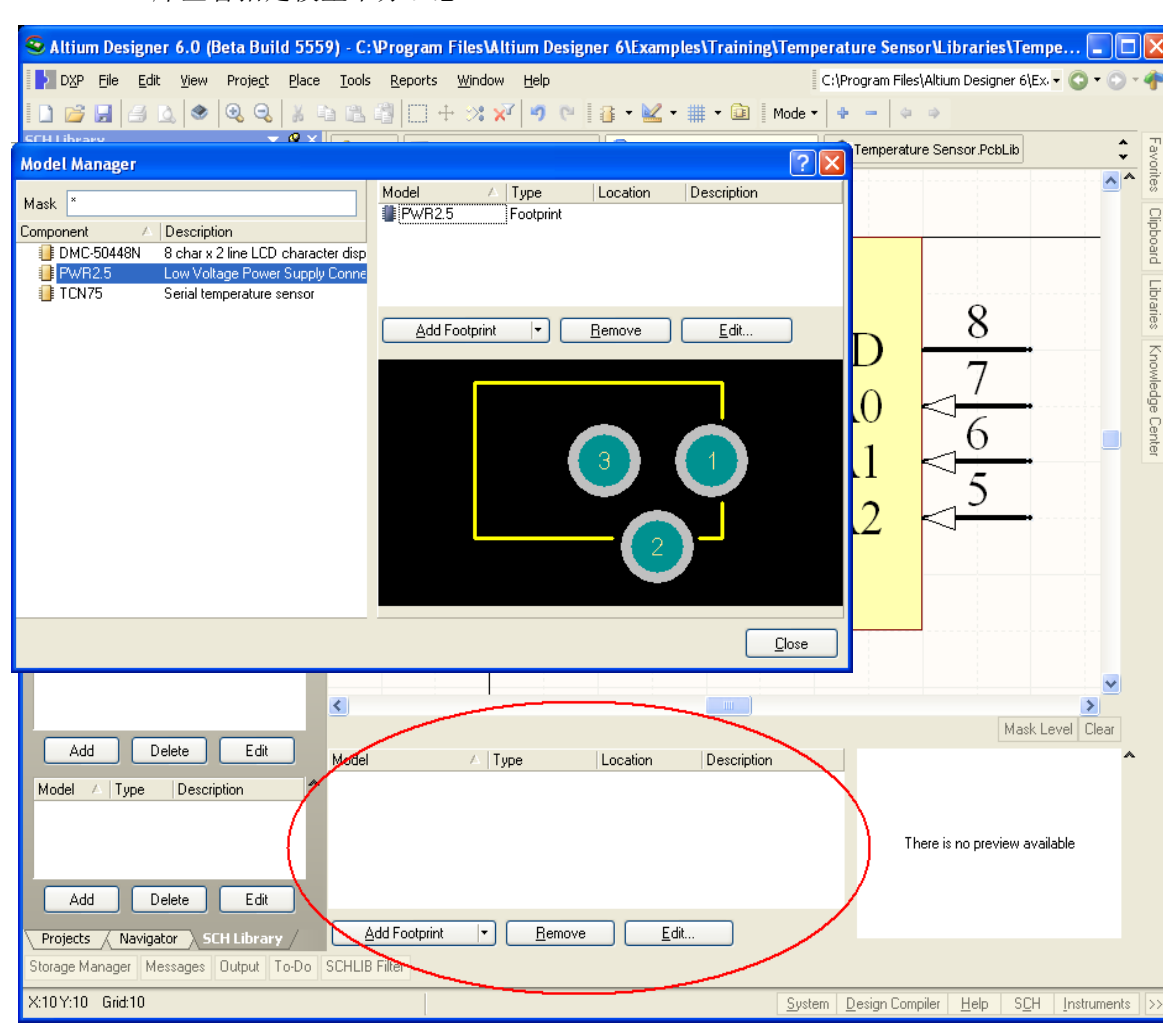 Altium Designer 6.0 (Beta Build 5559) - C:\Program Files\Altium Designer 6\Examples\Training\Temperature Sensor\Libraries\Tempe...
DXP File Edit View Project Place Tools Reports Window Help
C:\Program Files\Altium Designer 6\Ex
Mode
SCH Library
Temperature Sensor.PcbLib
Favorites
Clipboard
Libraries
Knowledge Center
Model Manager
Mask *
Component Description
DMC-50448N 8 char x 2 line LCD character disp
PWR2.5 Low Voltage Power Supply Conne
TCN75 Serial temperature sensor
Model Type Location Description
PWR2.5 Footprint
Add Footprint Remove Edit...
3 1
2
Close
D 8
A0 7
A1 6
A2 5
Mask Level Clear
Add Delete Edit
Model Type Description
Add Delete Edit
Model Type Location Description
There is no preview available
Add Footprint Remove Edit...
Projects Navigator SCH Library
Storage Manager Messages Output To-Do SCHLIB Filter
X:10 Y:10 Grid:10
System Design Compiler Help SCH Instruments >>